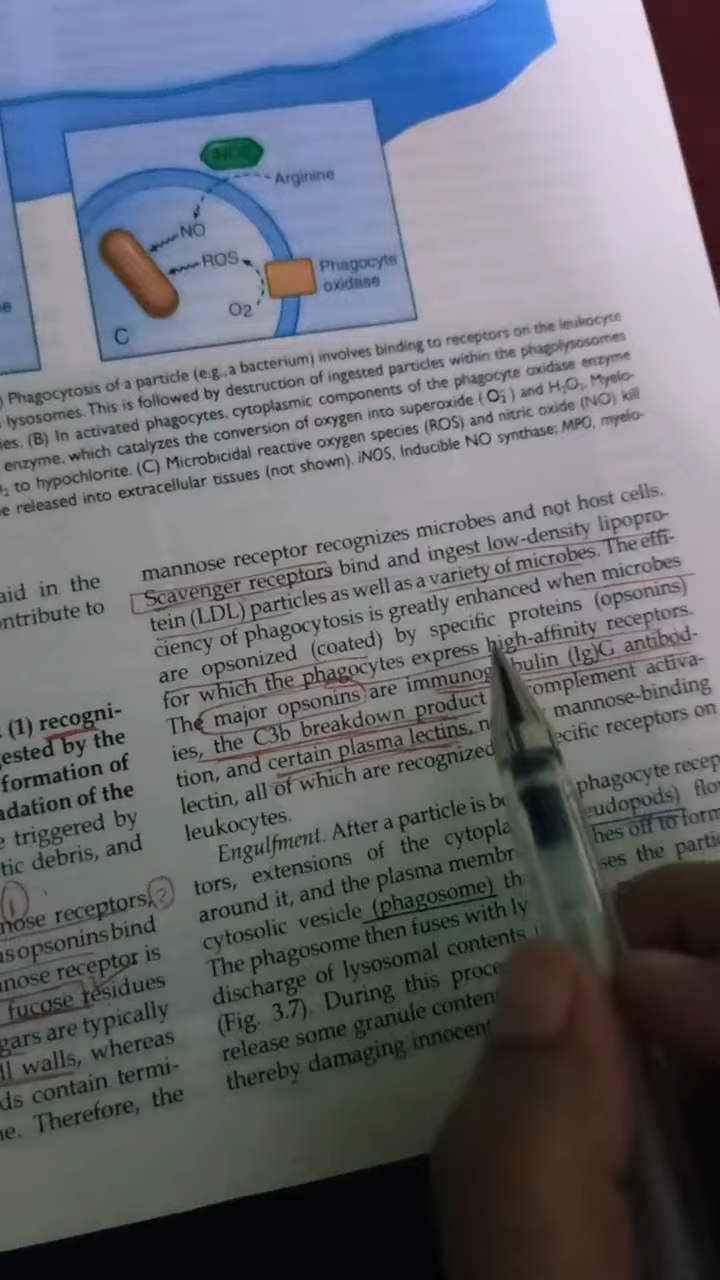 iNOS
Arginine
NO
ROS
Phagocyte
oxidase
O2
C
e
) Phagocytosis of a particle (e.g., a bacterium) involves binding to receptors on the leukocyte
lysosomes. This is followed by destruction of ingested particles within the phagolysosomes
ies. (B) In activated phagocytes, cytoplasmic components of the phagocyte oxidase enzyme
enzyme, which catalyzes the conversion of oxygen into superoxide (O₂̄) and H₂O₂. Myelo-
O₂ to hypochlorite. (C) Microbicidal reactive oxygen species (ROS) and nitric oxide (NO) kill
e released into extracellular tissues (not shown). iNOS, Inducible NO synthase; MPO, myelo-
aid in the
ntribute to
: (1) recogni-
ested by the
formation of
adation of the
e triggered by
tic debris, and
1
nose receptors, 2
s opsonins bind
nose receptor is
fucose residues
gars are typically
ll walls, whereas
ds contain termi-
e. Therefore, the
mannose receptor recognizes microbes and not host cells.
Scavenger receptors bind and ingest low-density lipopro-
tein (LDL) particles as well as a variety of microbes. The effi-
ciency of phagocytosis is greatly enhanced when microbes
are opsonized (coated) by specific proteins (opsonins)
for which the phagocytes express high-affinity receptors.
The major opsonins are immunog bulin (Ig)G antibod-
ies, the C3b breakdown product complement activa-
tion, and certain plasma lectins, mannose-binding
lectin, all of which are recognized ecific receptors on
leukocytes.
Engulfment. After a particle is bo phagocyte recep
tors, extensions of the cytopla eudopods) flo
around it, and the plasma membr hes off to form
cytosolic vesicle (phagosome) th ses the parti
The phagosome then fuses with ly
discharge of lysosomal contents
(Fig. 3.7). During this proce
release some granule conten
thereby damaging innocent